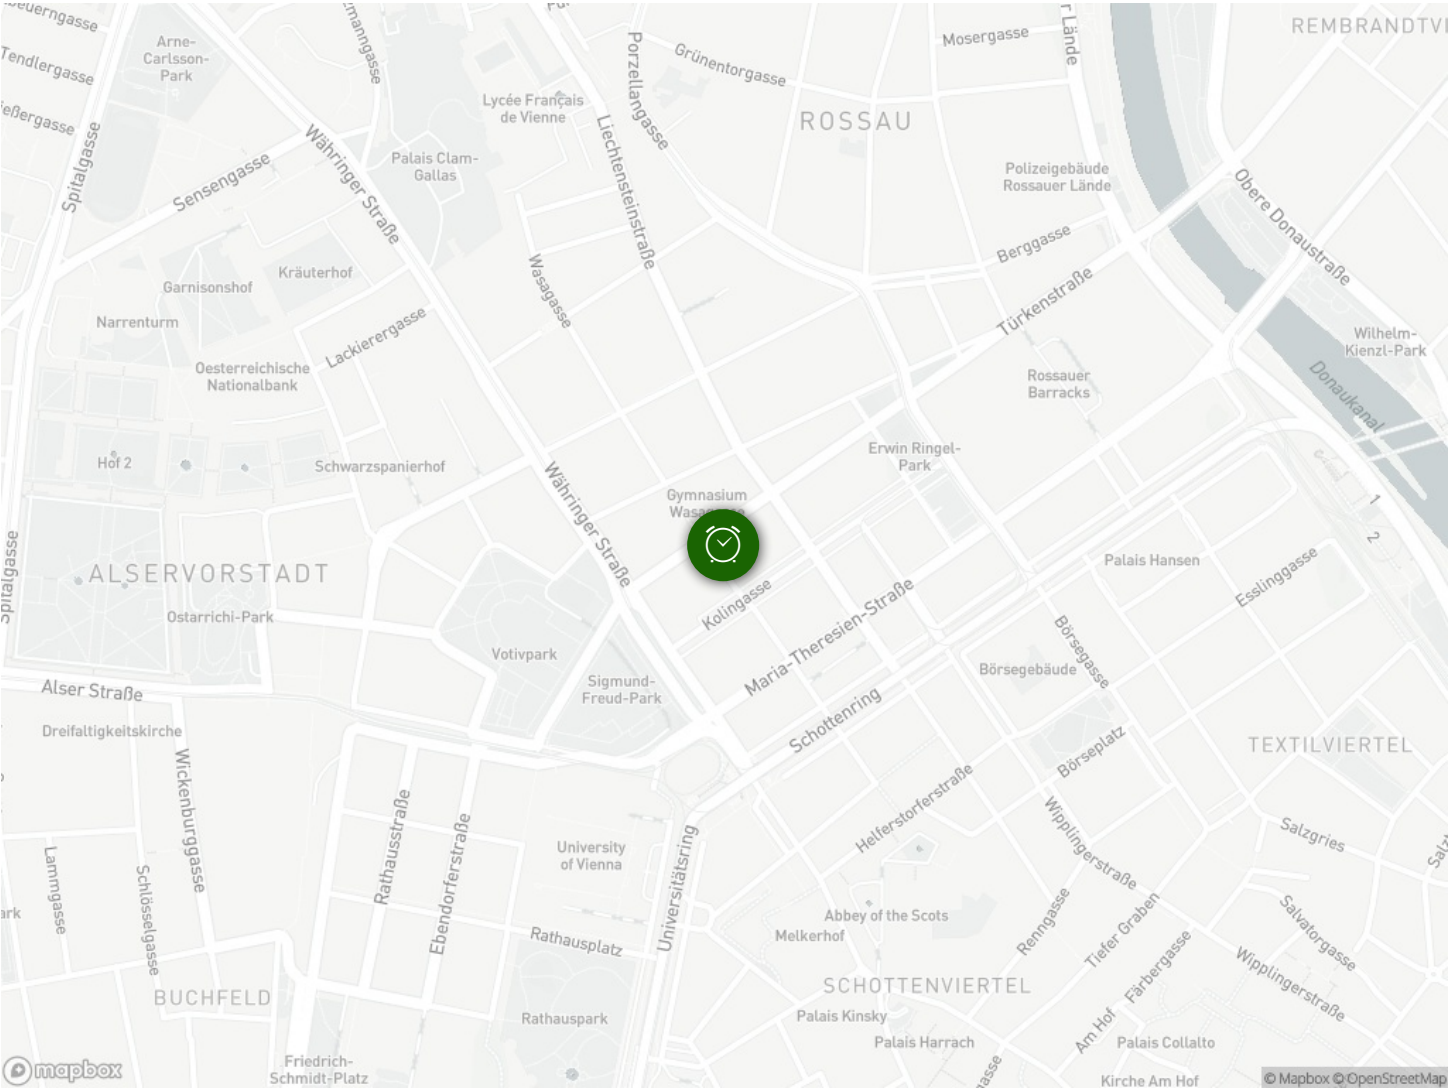 REMBRANDTVI
Arne-
Carlsson-
Park
Tendlergasse
Spitalgasse
Sensengasse
Währinger Straße
Palais Clam-
Gallas
Lycée Français
de Vienne
Liechtensteinstraße
Porzellangasse
Grünentorgasse
Mosergasse
r Lände
ROSSAU
Polizeigebäude
Rossauer Lände
Obere Donaustraße
Berggasse
Türkenstraße
Wasagasse
Kräuterhof
Garnisonshof
Narrenturm
Lackierergasse
Oesterreichische
Nationalbank
Rossauer
Barracks
Wilhelm-
Kienzl-Park
Donaukanal
Hof 2
Schwarzspanierhof
Währinger Straße
Gymnasium
Erwin Ringel-
Park
1
2
Spitalgasse
ALSERVORSTADT
Ostarrichi-Park
Kolingasse
Maria-Theresien-Straße
Palais Hansen
Esslinggasse
Votivpark
Sigmund-
Freud-Park
Börsegasse
Börsegebäude
Alser Straße
Dreifaltigkeitskirche
Schottenring
Börseplatz
TEXTILVIERTEL
Wickenburggasse
Rathausstraße
Ebendorferstraße
University
of Vienna
Universitätsring
Helferstorferstraße
Wipplingerstraße
Salzgries
Lammgasse
Schlösselgasse
ark
Rathausplatz
Abbey of the Scots
Melkerhof
Renngasse
Tiefer Graben
Salvatorgasse
Färbergasse
Wipplingerstraße
BUCHFELD
SCHOTTENVIERTEL
Rathauspark
Palais Kinsky
Palais Harrach
Am Hof
Palais Collalto
Friedrich-
Schmidt-Platz
Kirche Am Hof
mapbox
© Mapbox © OpenStreetMap